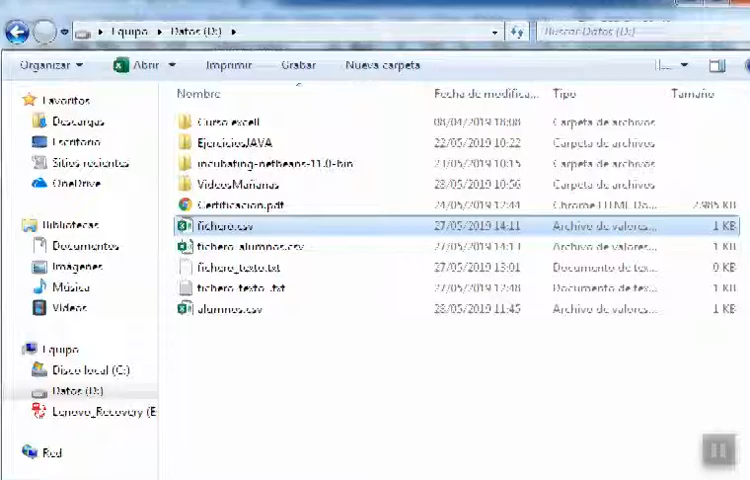 Equipo ▸ Datos (D:) ▸
Buscar Datos (D:)
Organizar Abrir Imprimir Grabar Nueva carpeta
Nombre Fecha de modifica... Tipo Tamaño
Favoritos
Descargas
Escritorio
Sitios recientes
OneDrive
Bibliotecas
Documentos
Imágenes
Música
Vídeos
Equipo
Disco local (C:)
Datos (D:)
Lenovo_Recovery (E
Red
Curso excell 08/04/2019 18:08 Carpeta de archivos
EjerciciosJAVA 22/05/2019 10:22 Carpeta de archivos
incubating-netbeans-11.0-bin 10:15 Carpeta de archivos
VideosMañanas 28/05/2019 10:56 Carpeta de archivos
Certificacion.pdf 24/05/2019 12:44 Chrome HTML Do... 2.985 KB
fichero.csv 27/05/2019 14:11 Archivo de valores... 1 KB
fichero_alumnos.csv 27/05/2019 14:13 Archivo de valores... 1 KB
fichero_texto.txt 27/05/2019 13:01 Documento de tex... 0 KB
fichero_texto_.txt 27/05/2019 12:48 Documento de tex... 1 KB
alumnos.csv 28/05/2019 11:45 Archivo de valores... 1 KB